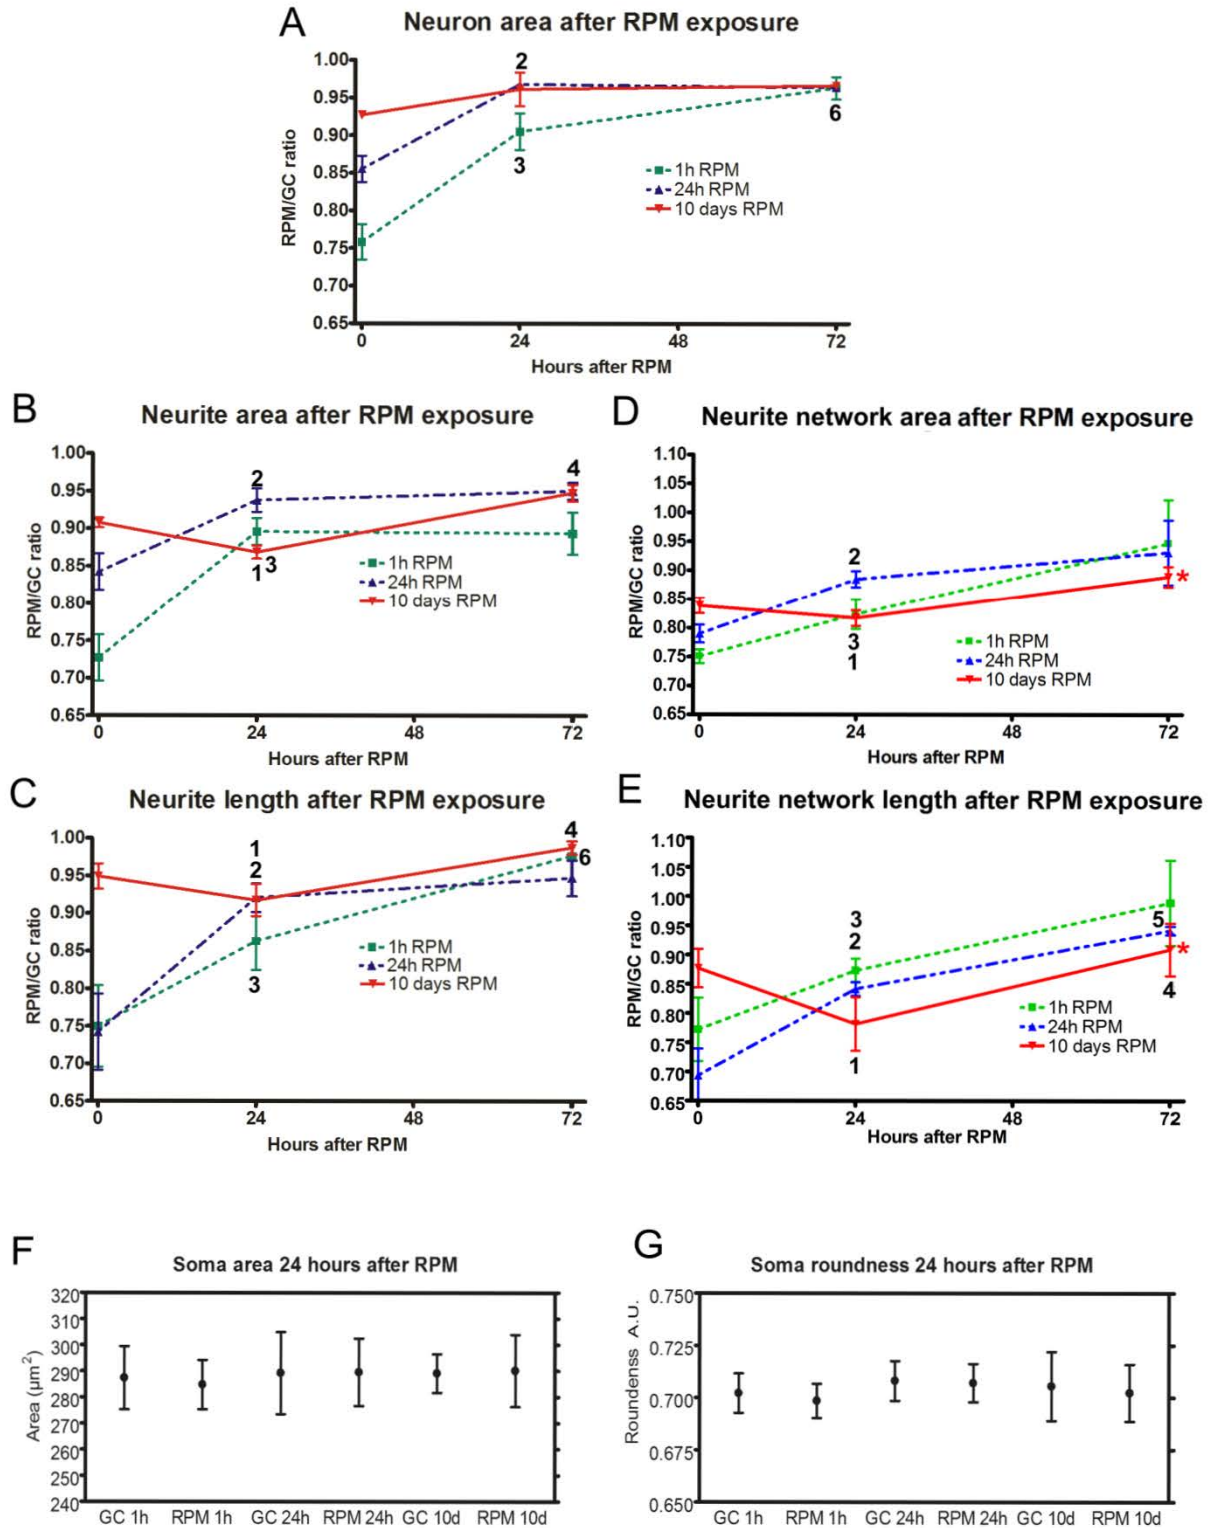 A
Neuron area after RPM exposure
1.00
0.95
0.90
0.85
0.80
0.75
0.70
0.65
RPM/GC ratio
2
3
6
1h RPM
24h RPM
10 days RPM
0 24 48 72
Hours after RPM
B
Neurite area after RPM exposure
1.00
0.95
0.90
0.85
0.80
0.75
0.70
0.65
RPM/GC ratio
2
4
1 3
1h RPM
24h RPM
10 days RPM
0 24 48 72
Hours after RPM
D
Neurite network area after RPM exposure
1.10
1.05
1.00
0.95
0.90
0.85
0.80
0.75
0.70
0.65
RPM/GC ratio
2
*
3
1
1h RPM
24h RPM
10 days RPM
0 24 48 72
Hours after RPM
C
Neurite length after RPM exposure
1.00
0.95
0.90
0.85
0.80
0.75
0.70
0.65
RPM/GC ratio
1
2
3
4
6
1h RPM
24h RPM
10 days RPM
0 24 48 72
Hours after RPM
E
Neurite network length after RPM exposure
1.10
1.05
1.00
0.95
0.90
0.85
0.80
0.75
0.70
0.65
RPM/GC ratio
3
2
1
5
*
4
1h RPM
24h RPM
10 days RPM
0 24 48 72
Hours after RPM
F
Soma area 24 hours after RPM
320
310
300
290
280
270
260
250
240
Area (µm²)
GC 1h RPM 1h GC 24h RPM 24h GC 10d RPM 10d
G
Soma roundness 24 hours after RPM
0.750
0.725
0.700
0.675
0.650
Roundenss A.U.
GC 1h RPM 1h GC 24h RPM 24h GC 10d RPM 10d